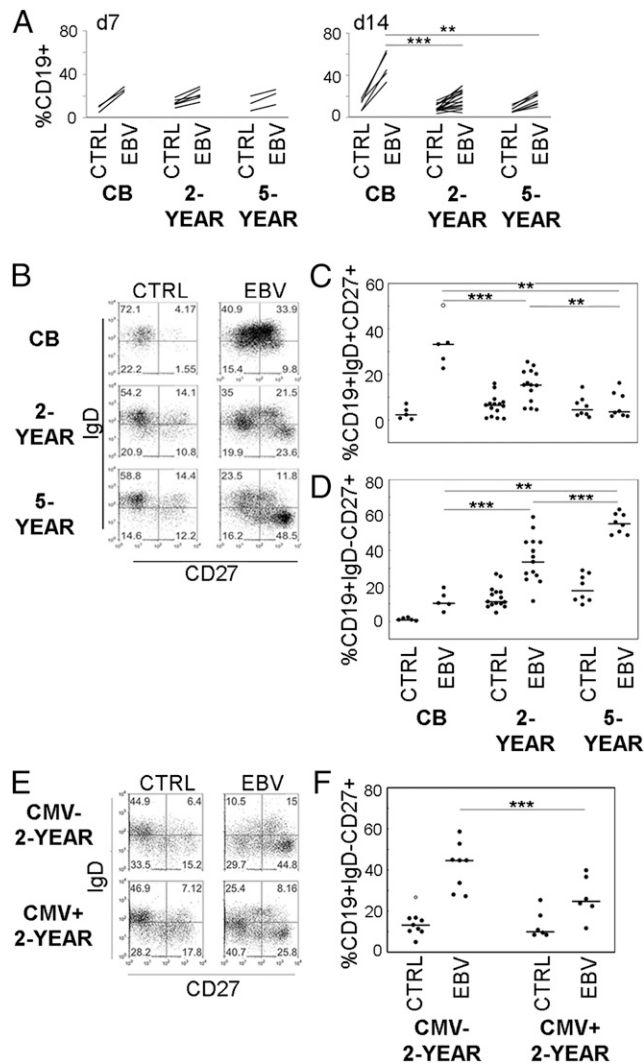 A
d7
d14
**
***
%CD19+
80
40
0
80
40
0
CTRL EBV CTRL EBV CTRL EBV
CTRL EBV CTRL EBV CTRL EBV
CB 2-YEAR 5-YEAR
CB 2-YEAR 5-YEAR
B
CTRL EBV
CB
72.1 4.17
22.2 1.55
40.9 33.9
15.4 9.8
2-YEAR
54.2 14.1
20.9 10.8
35 21.5
19.9 23.6
5-YEAR
58.8 14.4
14.6 12.2
23.5 11.8
16.2 48.5
IgD
CD27
C
%CD19+IgD+CD27+
60
40
20
0
**
*** **
D
%CD19+IgD-CD27+
60
40
20
0
**
*** ***
CTRL EBV CTRL EBV CTRL EBV
CB 2-YEAR 5-YEAR
E
CTRL EBV
CMV-
2-YEAR
44.9 6.4
33.5 15.2
10.5 15
29.7 44.8
CMV+
2-YEAR
46.9 7.12
28.2 17.8
25.4 8.16
40.7 25.8
IgD
CD27
F
%CD19+IgD-CD27+
80
60
40
20
0
***
CTRL EBV CTRL EBV
CMV- CMV+
2-YEAR 2-YEAR